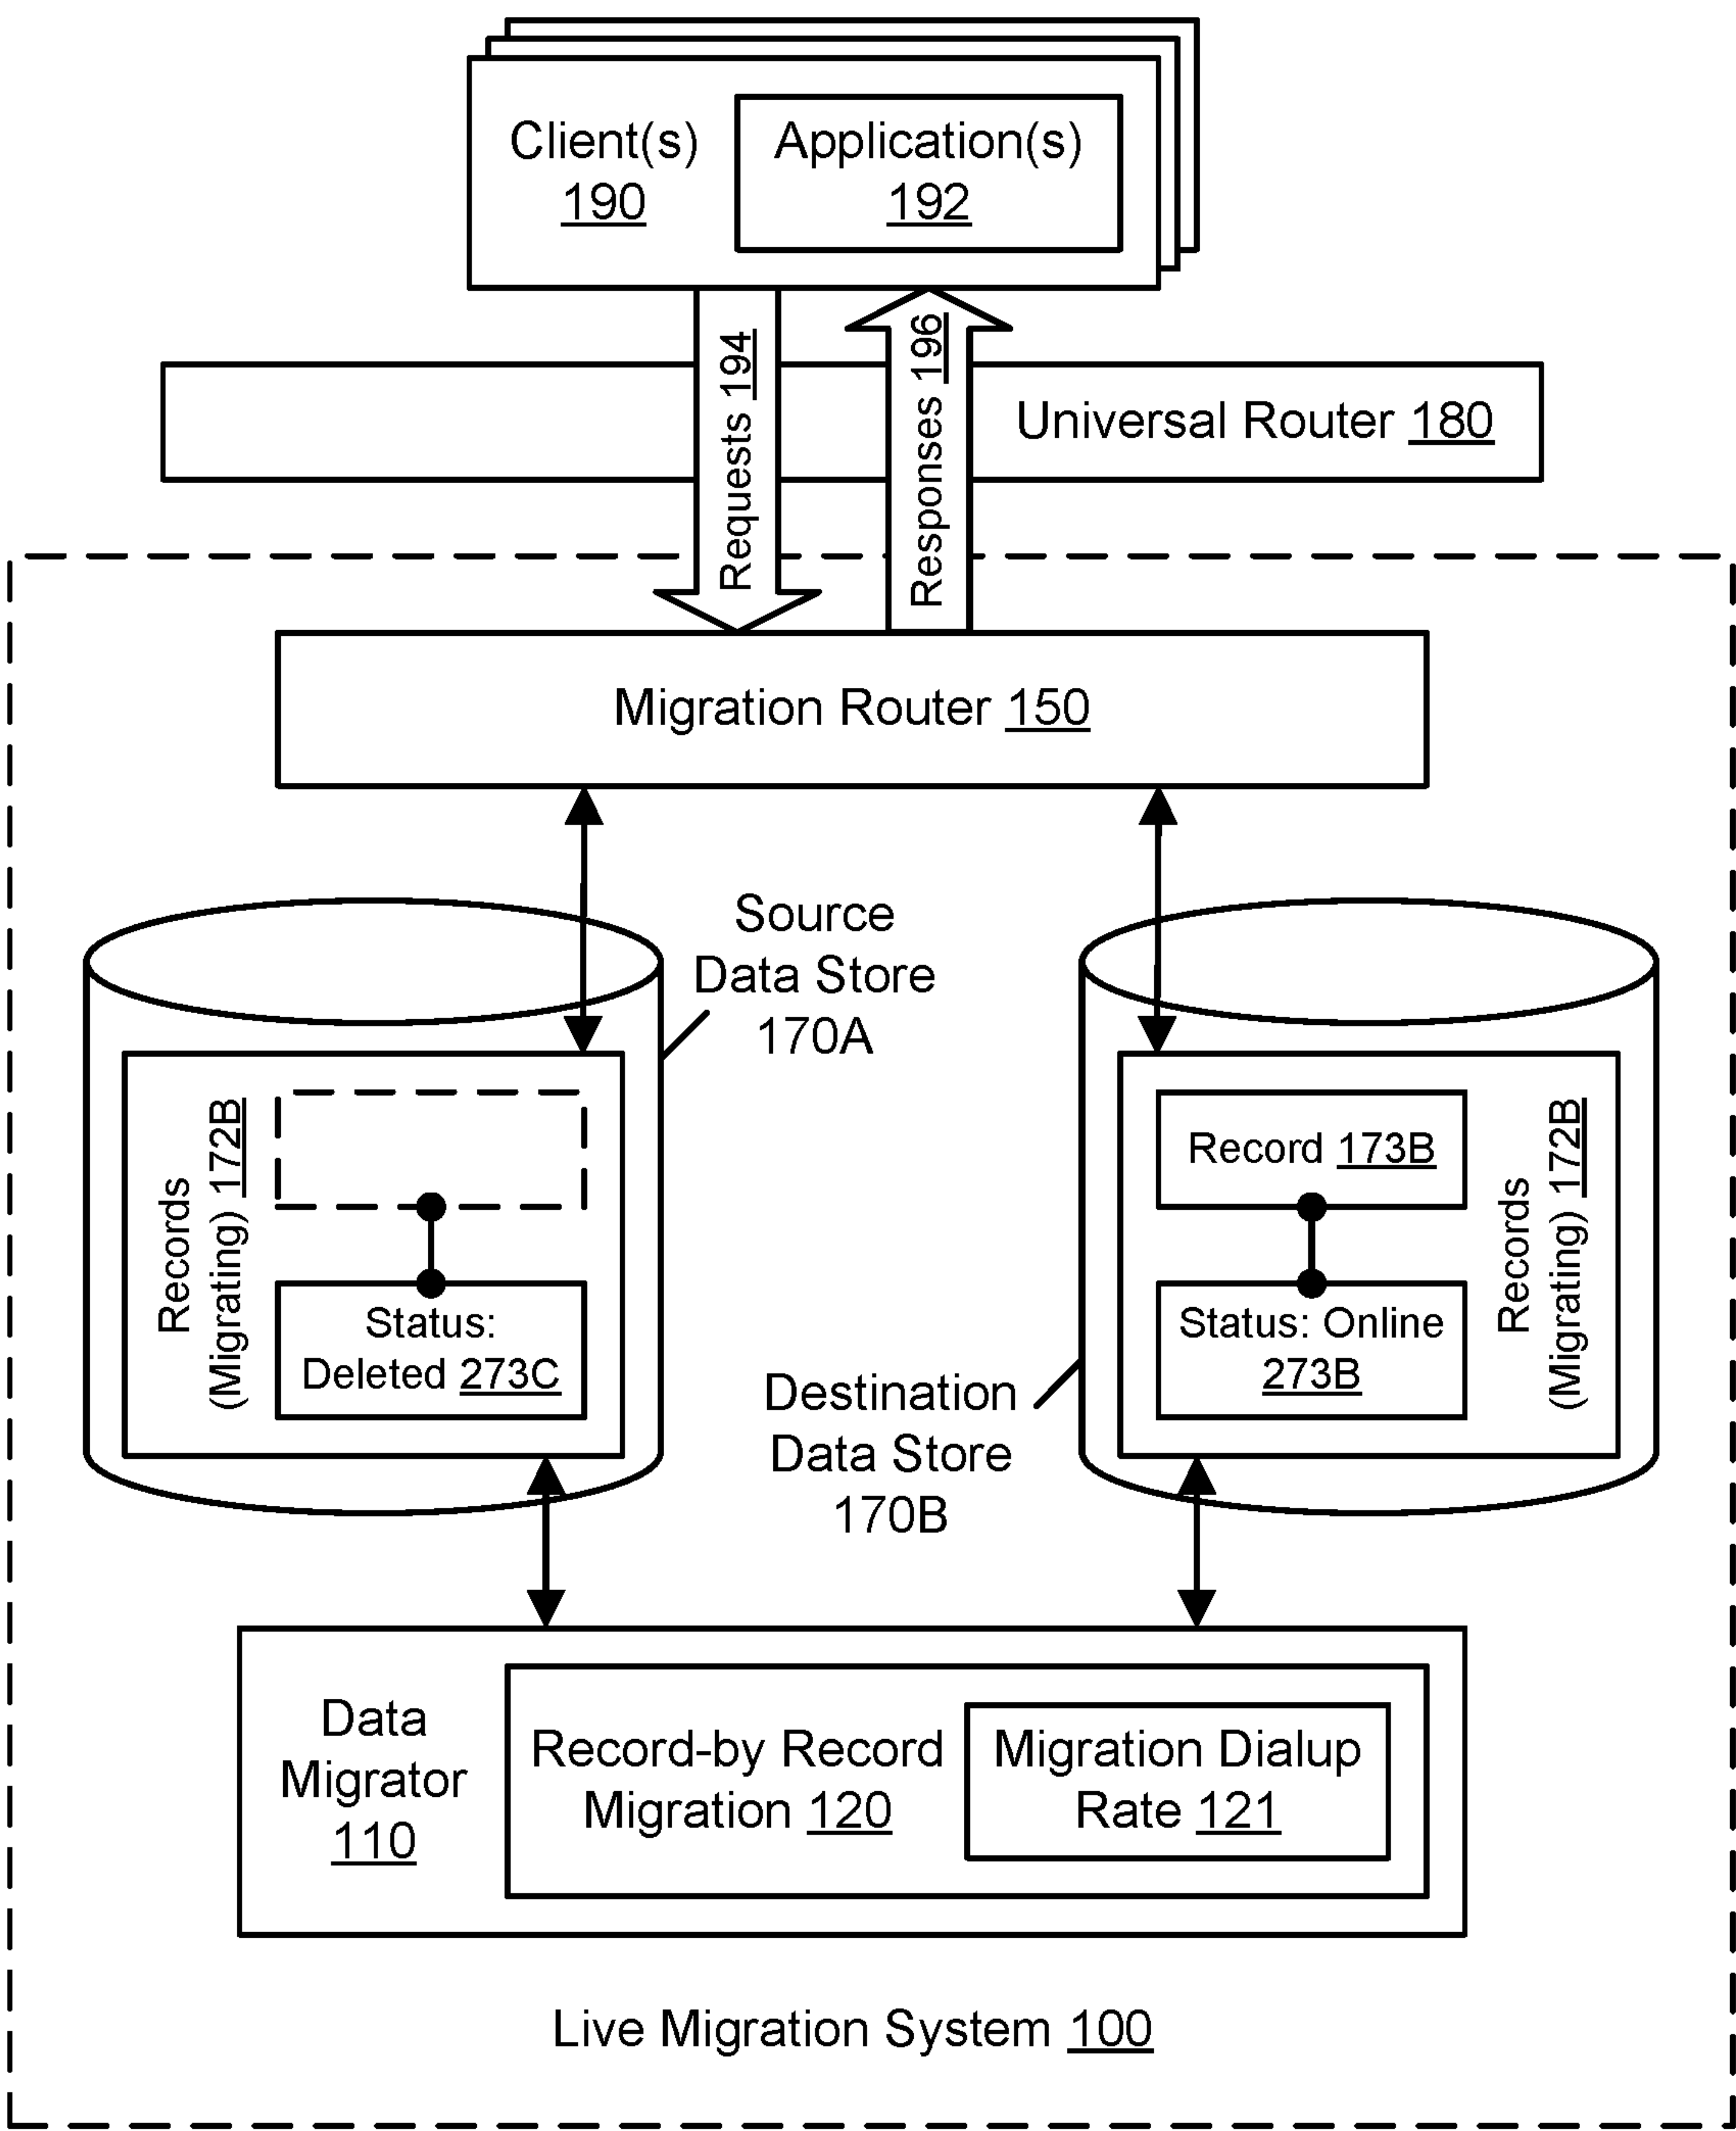 Client(s)
190
Application(s)
192
Requests 194
Responses 196
Universal Router 180
Migration Router 150
Source
Data Store
170A
Records
(Migrating) 172B
Status:
Deleted 273C
Record 173B
Status: Online
273B
Records
(Migrating) 172B
Destination
Data Store
170B
Data
Migrator
110
Record-by Record
Migration 120
Migration Dialup
Rate 121
Live Migration System 100